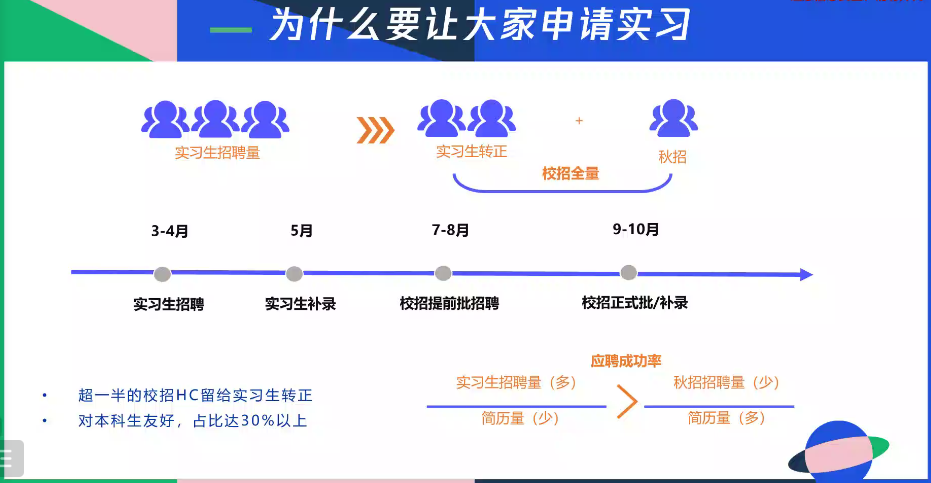 为什么要让大家申请实习
实习生招聘量
实习生转正
+
秋招
校招全量
3-4月
5月
7-8月
9-10月
实习生招聘
实习生补录
校招提前批招聘
校招正式批/补录
应聘成功率
实习生招聘量（多）
秋招招聘量（少）
简历量（少）
简历量（多）
• 超一半的校招HC留给实习生转正
• 对本科生友好，占比达30%以上